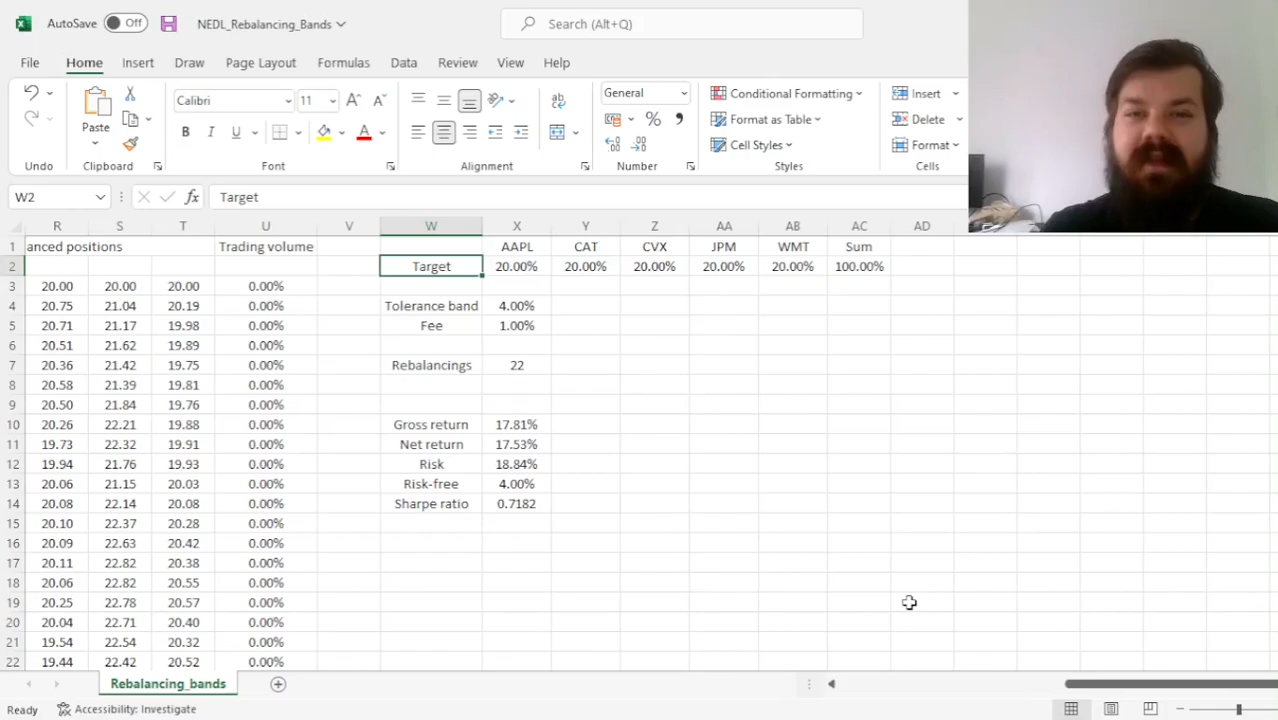 AutoSave Off NEDL_Rebalancing_Bands Search (Alt+Q)
File Home Insert Draw Page Layout Formulas Data Review View Help
Calibri 11 General Conditional Formatting Insert
Paste Format as Table Delete
B I U Cell Styles Format
Undo Clipboard Font Alignment Number Styles Cells
W2 fx Target
R S T U V W X Y Z AA AB AC AD
1 anced positions Trading volume AAPL CAT CVX JPM WMT Sum
2 Target 20.00% 20.00% 20.00% 20.00% 20.00% 100.00%
3 20.00 20.00 20.00 0.00%
4 20.75 21.04 20.19 0.00% Tolerance band 4.00%
5 20.71 21.17 19.98 0.00% Fee 1.00%
6 20.51 21.62 19.89 0.00%
7 20.36 21.42 19.75 0.00% Rebalancings 22
8 20.58 21.39 19.81 0.00%
9 20.50 21.84 19.76 0.00%
10 20.26 22.21 19.88 0.00% Gross return 17.81%
11 19.73 22.32 19.91 0.00% Net return 17.53%
12 19.94 21.76 19.93 0.00% Risk 18.84%
13 20.06 21.15 20.03 0.00% Risk-free 4.00%
14 20.08 22.14 20.08 0.00% Sharpe ratio 0.7182
15 20.10 22.37 20.28 0.00%
16 20.09 22.63 20.42 0.00%
17 20.11 22.82 20.38 0.00%
18 20.06 22.82 20.55 0.00%
19 20.25 22.78 20.57 0.00%
20 20.04 22.71 20.40 0.00%
21 19.54 22.54 20.32 0.00%
22 19.44 22.42 20.52 0.00%
Rebalancing_bands
Ready Accessibility: Investigate